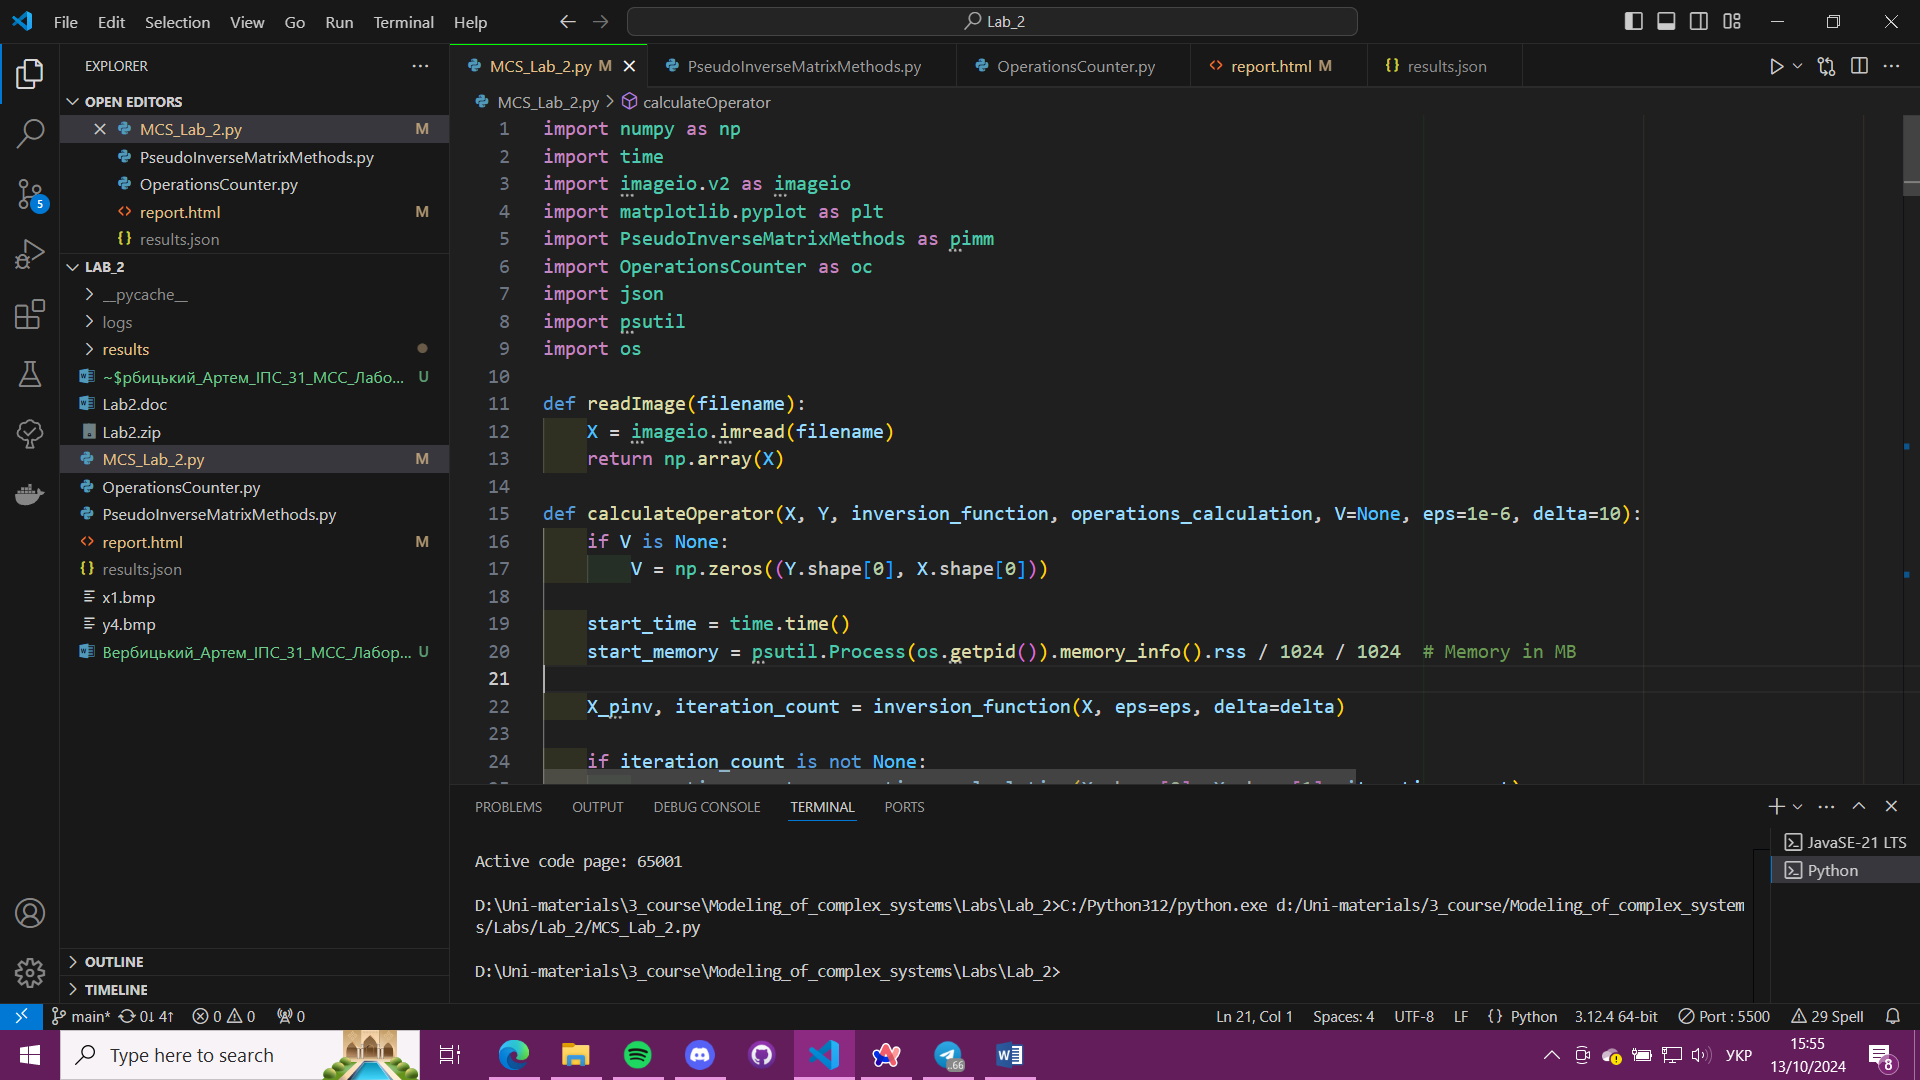 File Edit Selection View Go Run Terminal Help
Lab_2
EXPLORER
OPEN EDITORS
MCS_Lab_2.py M
PseudoInverseMatrixMethods.py
OperationsCounter.py
report.html M
results.json
LAB_2
__pycache__
logs
results
~$рбицький_Артем_ІПС_31_МСС_Лабо... U
Lab2.doc
Lab2.zip
MCS_Lab_2.py M
OperationsCounter.py
PseudoInverseMatrixMethods.py
report.html M
results.json
x1.bmp
y4.bmp
Вербицький_Артем_ІПС_31_МСС_Лабор... U
OUTLINE
TIMELINE
5
MCS_Lab_2.py M PseudoInverseMatrixMethods.py OperationsCounter.py report.html M results.json
MCS_Lab_2.py > calculateOperator
1 import numpy as np
2 import time
3 import imageio.v2 as imageio
4 import matplotlib.pyplot as plt
5 import PseudoInverseMatrixMethods as pimm
6 import OperationsCounter as oc
7 import json
8 import psutil
9 import os
10
11 def readImage(filename):
12 X = imageio.imread(filename)
13 return np.array(X)
14
15 def calculateOperator(X, Y, inversion_function, operations_calculation, V=None, eps=1e-6, delta=10):
16 if V is None:
17 V = np.zeros((Y.shape[0], X.shape[0]))
18
19 start_time = time.time()
20 start_memory = psutil.Process(os.getpid()).memory_info().rss / 1024 / 1024 # Memory in MB
21
22 X_pinv, iteration_count = inversion_function(X, eps=eps, delta=delta)
23
24 if iteration_count is not None:
PROBLEMS OUTPUT DEBUG CONSOLE TERMINAL PORTS
Active code page: 65001
D:\Uni-materials\3_course\Modeling_of_complex_systems\Labs\Lab_2>C:/Python312/python.exe d:/Uni-materials/3_course/Modeling_of_complex_system
s/Labs/Lab_2/MCS_Lab_2.py
D:\Uni-materials\3_course\Modeling_of_complex_systems\Labs\Lab_2>
JavaSE-21 LTS
Python
main* 0↓ 4↑ 0 0 0 Ln 21, Col 1 Spaces: 4 UTF-8 LF Python 3.12.4 64-bit Port : 5500 29 Spell
Type here to search
.66
УКР
15:55
13/10/2024
8